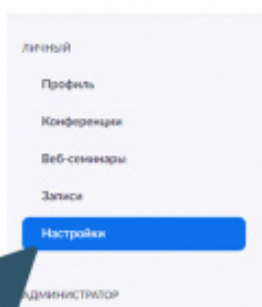 ЛИЧНЫЙ
Профиль
Конференции
Веб-семинары
Записи
Настройки
АДМИНИСТРАТОР